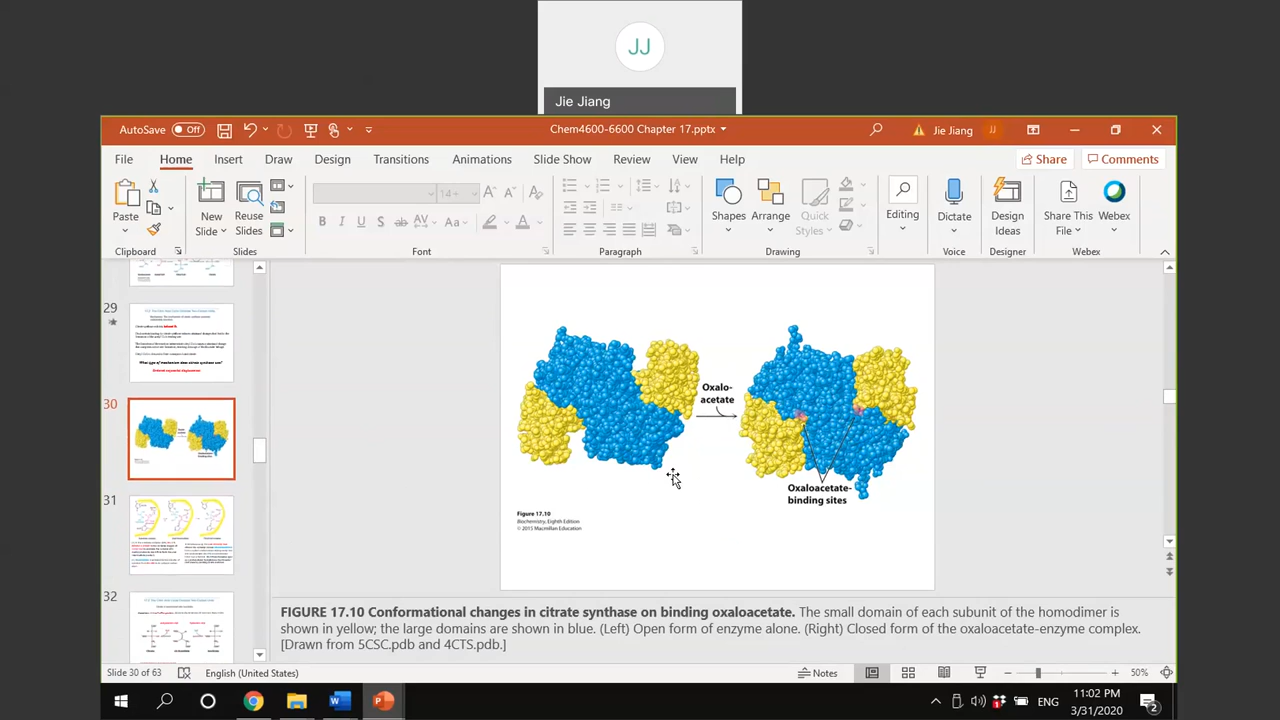 JJ
Jie Jiang
AutoSave Off
Chem4600-6600 Chapter 17.pptx
Jie Jiang JJ
File Home Insert Draw Design Transitions Animations Slide Show Review View Help Share Comments
Paste
New Slides
Reuse Slides
14+
Shapes
Arrange
Quick Styles
Editing
Dictate
Design Ideas
Share This File
Webex
Clipboard Slides Font Paragraph Drawing Voice Designer Webex
29
30
31
32
Oxalo-
acetate
Oxaloacetate-
binding sites
Figure 17.10
Biochemistry, Eighth Edition
© 2015 Macmillan Education
FIGURE 17.10 Conformational changes in citrate synthase on binding oxaloacetate. The small domain of each subunit of the homodimer is
shown in yellow; the large domains are shown in blue. (Left) Open form of enzyme alone. (Right) Closed form of the oxaloacetate-enzyme complex.
[Drawn from 5CSC.pdb and 4CTS.pdb.]
Slide 30 of 63 English (United States) Notes 50%
ENG
11:02 PM
3/31/2020
2